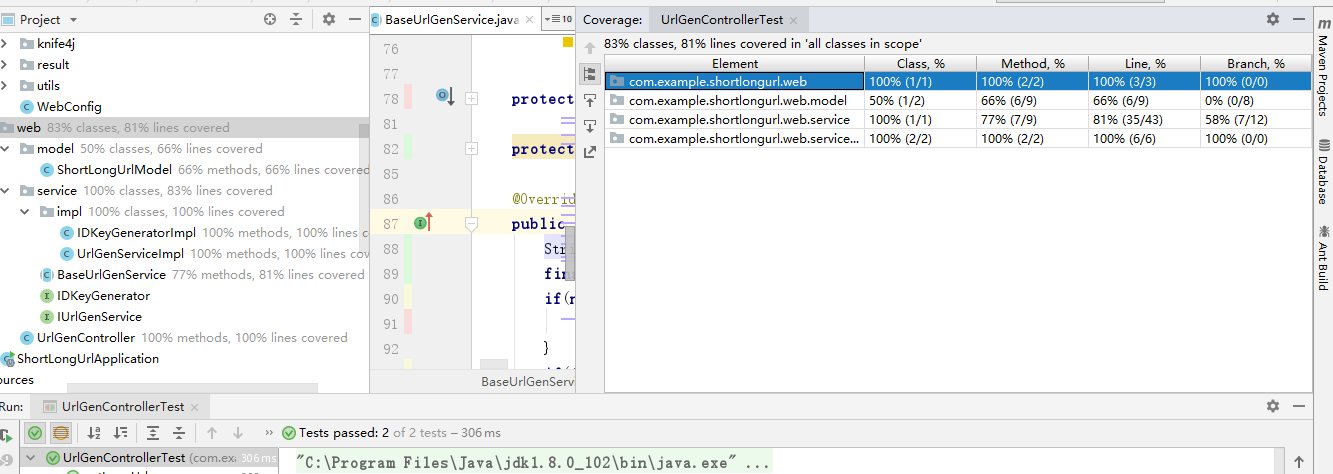 Project
knife4j
result
utils
WebConfig
web 83% classes, 81% lines covered
model 50% classes, 66% lines covered
ShortLongUrlModel 66% methods, 66% lines covered
service 100% classes, 83% lines covered
impl 100% classes, 100% lines covered
IDKeyGeneratorImpl 100% methods, 100% lines covered
UrlGenServiceImpl 100% methods, 100% lines covered
BaseUrlGenService 77% methods, 81% lines covered
IDKeyGenerator
IUrlGenService
UrlGenController 100% methods, 100% lines covered
ShortLongUrlApplication
ources
BaseUrlGenService.java
10
76
77
78 protect
81
82 protect
86 @Overrid
87 public
88 Stri
89 fin
90 if(r
91
92 }
BaseUrlGenServi
Coverage: UrlGenControllerTest
83% classes, 81% lines covered in 'all classes in scope'
Element Class, % Method, % Line, % Branch, %
com.example.shortlongurl.web 100% (1/1) 100% (2/2) 100% (3/3) 100% (0/0)
com.example.shortlongurl.web.model 50% (1/2) 66% (6/9) 66% (6/9) 0% (0/8)
com.example.shortlongurl.web.service 100% (1/1) 77% (7/9) 81% (35/43) 58% (7/12)
com.example.shortlongurl.web.service... 100% (2/2) 100% (2/2) 100% (6/6) 100% (0/0)
m Maven Projects
Database
Ant Build
Run: UrlGenControllerTest
Tests passed: 2 of 2 tests – 306 ms
UrlGenControllerTest (com.exa 306 ms
"C:\Program Files\Java\jdk1.8.0_102\bin\java.exe" ...